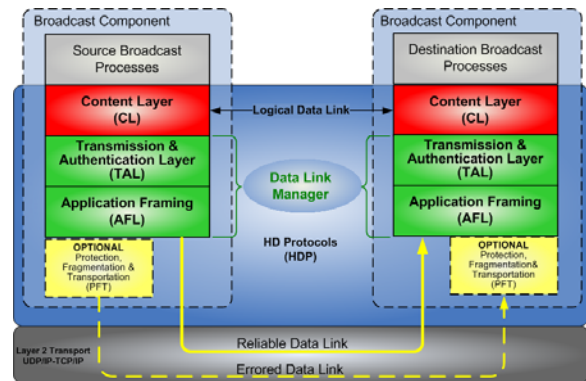 Broadcast Component
Source Broadcast
Processes
Content Layer
(CL)
Transmission &
Authentication Layer
(TAL)
Application Framing
(AFL)
OPTIONAL
Protection,
Fragmentation &
Transportation
(PFT)
Logical Data Link
Data Link
Manager
HD Protocols
(HDP)
Broadcast Component
Destination Broadcast
Processes
Content Layer
(CL)
Transmission &
Authentication Layer
(TAL)
Application Framing
(AFL)
OPTIONAL
Protection,
Fragmentation&
Transportation
(PFT)
Layer 2 Transport
UDP/IP-TCP/IP
Reliable Data Link
Errored Data Link